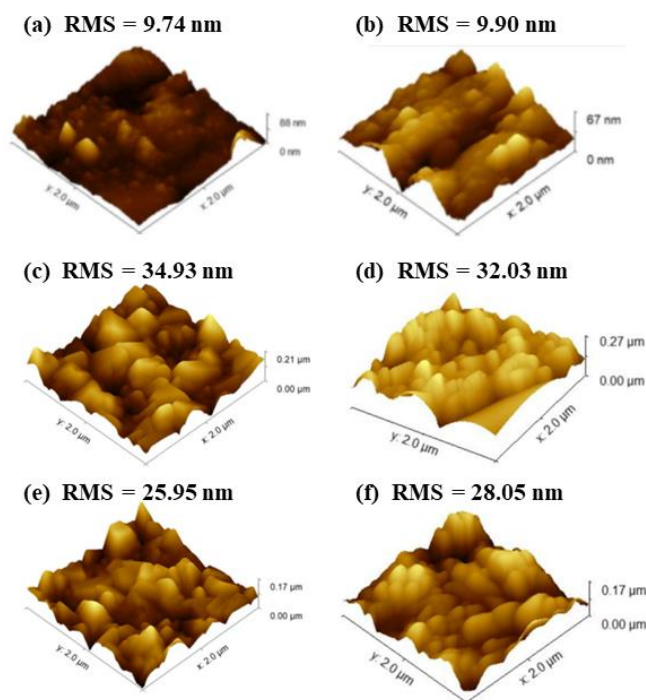 (a) RMS = 9.74 nm
(b) RMS = 9.90 nm
88 nm
0 nm
y: 2.0 µm
x: 2.0 µm
67 nm
0 nm
y: 2.0 µm
x: 2.0 µm
(c) RMS = 34.93 nm
(d) RMS = 32.03 nm
0.21 µm
0.00 µm
y: 2.0 µm
x: 2.0 µm
0.27 µm
0.00 µm
y: 2.0 µm
x: 2.0 µm
(e) RMS = 25.95 nm
(f) RMS = 28.05 nm
0.17 µm
0.00 µm
y: 2.0 µm
x: 2.0 µm
0.17 µm
0.00 µm
y: 2.0 µm
x: 2.0 µm